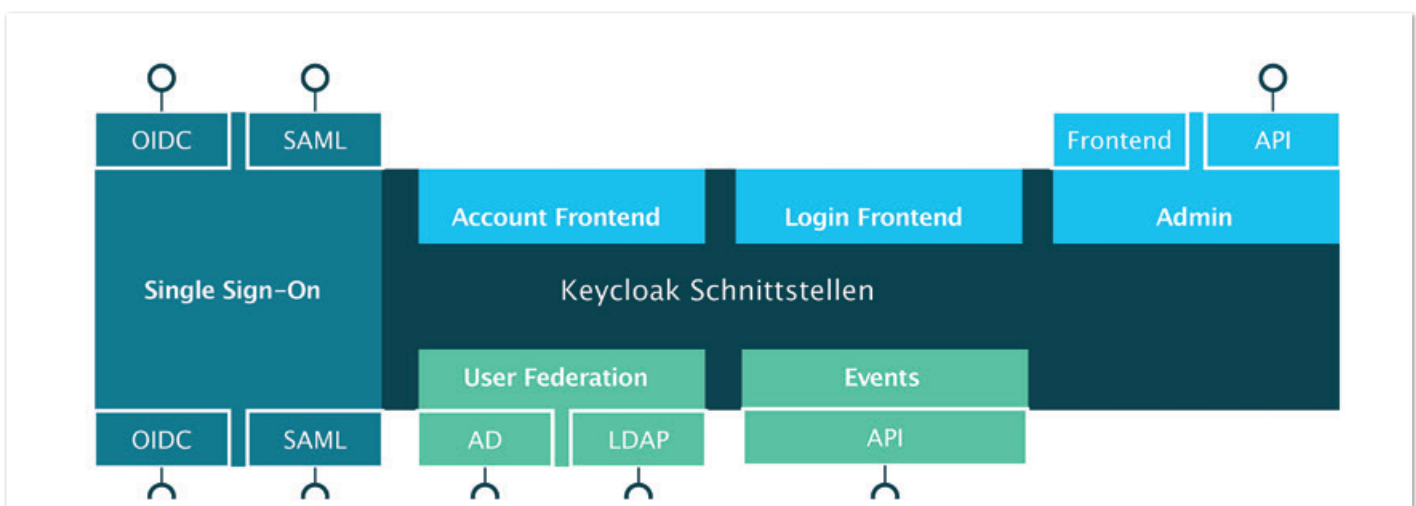 OIDC SAML Frontend API
Account Frontend Login Frontend Admin
Single Sign-On Keycloak Schnittstellen
User Federation Events
OIDC SAML AD LDAP API